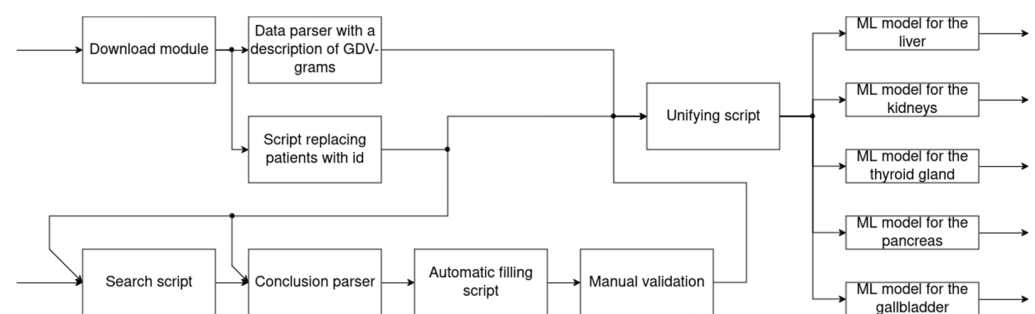 Download module
Data parser with a
description of GDV-
grams
Script replacing
patients with id
Unifying script
ML model for the
liver
ML model for the
kidneys
ML model for the
thyroid gland
ML model for the
pancreas
ML model for the
gallbladder
Search script
Conclusion parser
Automatic filling
script
Manual validation